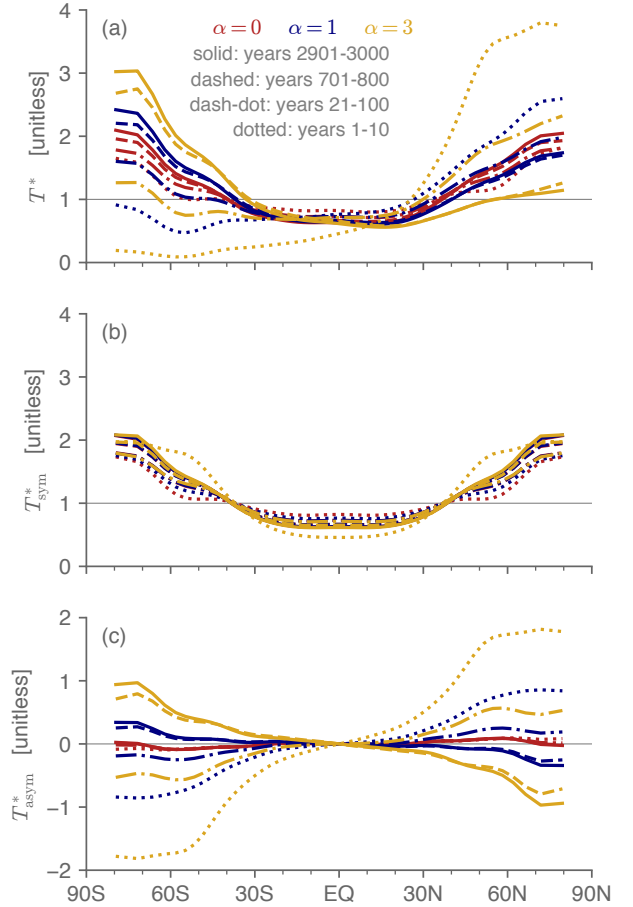 (a)
α = 0 α = 1 α = 3
solid: years 2901-3000
dashed: years 701-800
dash-dot: years 21-100
dotted: years 1-10
T* [unitless]
4
3
2
1
0
(b)
T*sym [unitless]
4
3
2
1
0
(c)
T*asym [unitless]
2
1
0
−1
−2
90S 60S 30S EQ 30N 60N 90N